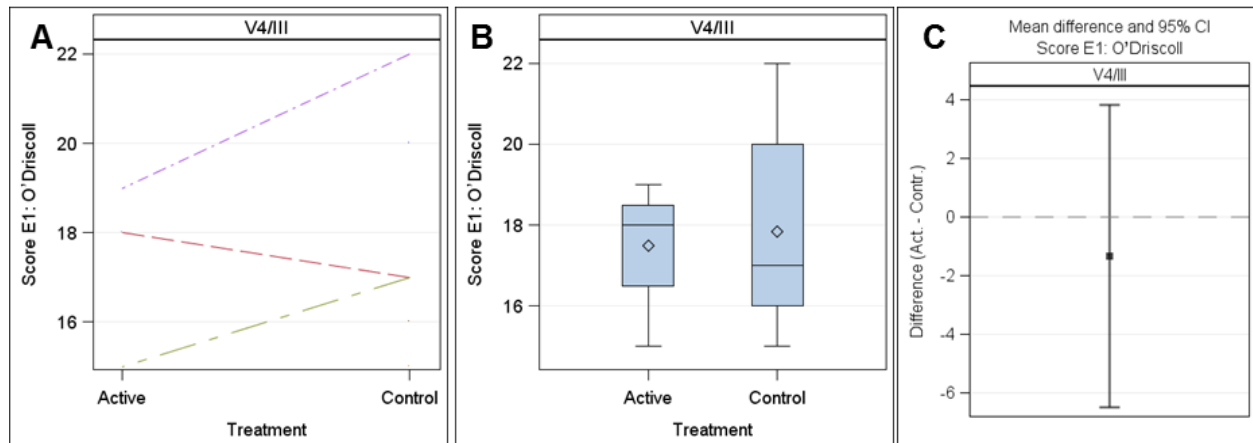 A
V4/III
22
20
18
16
Score E1: O'Driscoll
Active
Control
Treatment
B
V4/III
22
20
18
16
Score E1: O'Driscoll
Active
Control
Treatment
C
Mean difference and 95% CI
Score E1: O'Driscoll
V4/III
4
2
0
-2
-4
-6
Difference (Act. - Contr.)